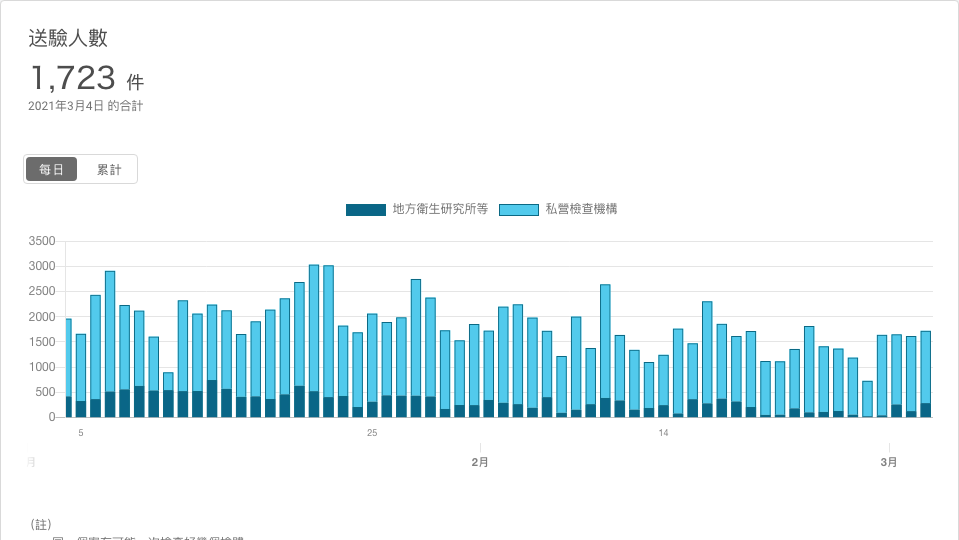 送驗人數
1,723 件
2021年3月4日 的合計
每日 累計
地方衛生研究所等 私營檢查機構
3500
3000
2500
2000
1500
1000
500
0
5 25 14
月 2月 3月
(註)